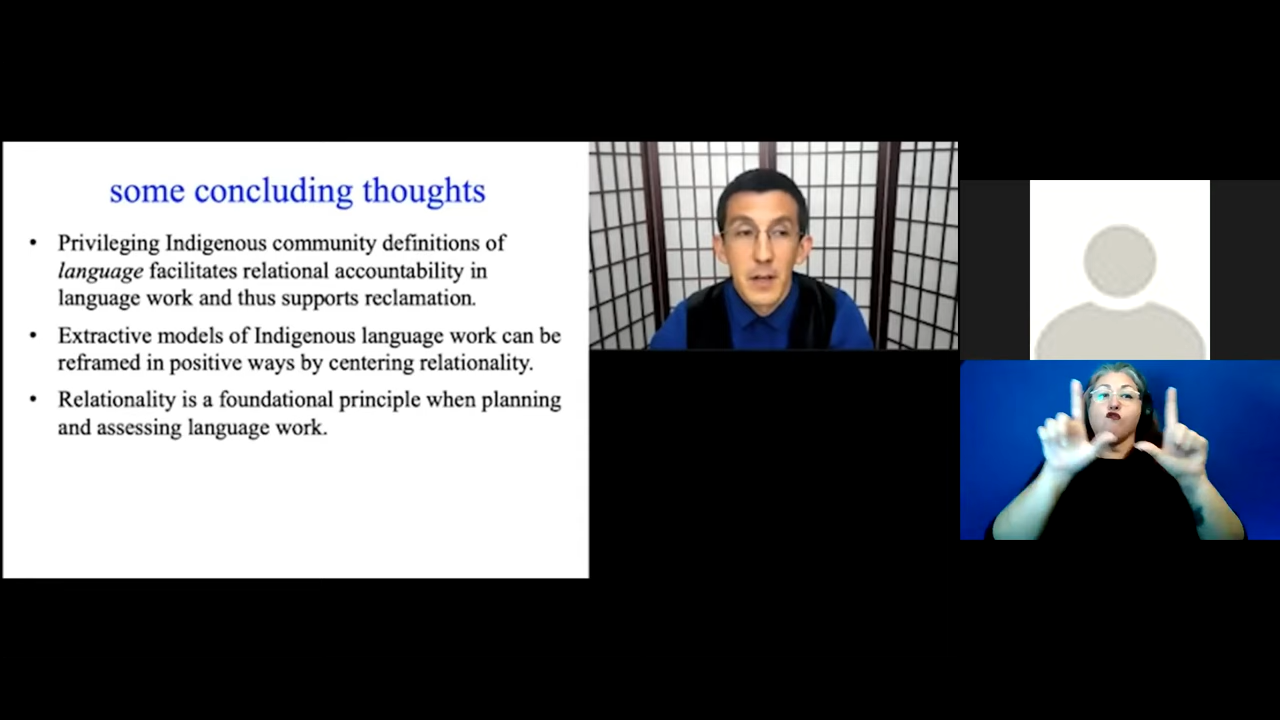 some concluding thoughts
• Privileging Indigenous community definitions of
language facilitates relational accountability in
language work and thus supports reclamation.
• Extractive models of Indigenous language work can be
reframed in positive ways by centering relationality.
• Relationality is a foundational principle when planning
and assessing language work.